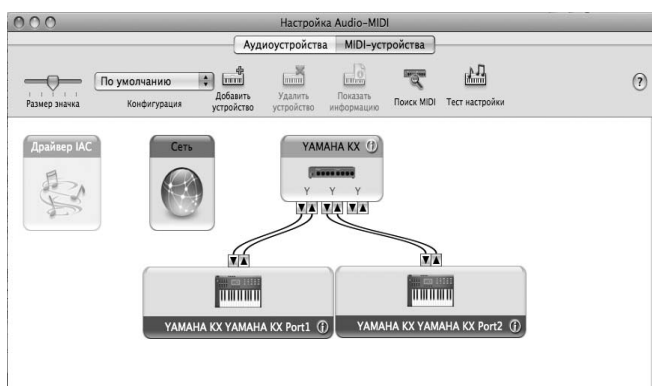 Настройка Audio-MIDI
Аудиоустройства MIDI-устройства
По умолчанию
Размер значка
Конфигурация
Добавить устройство
Удалить устройство
Показать информацию
Поиск MIDI
Тест настройки
?
Драйвер IAC
Сеть
YAMAHA KX
Y Y Y
YAMAHA KX YAMAHA KX Port1
YAMAHA KX YAMAHA KX Port2